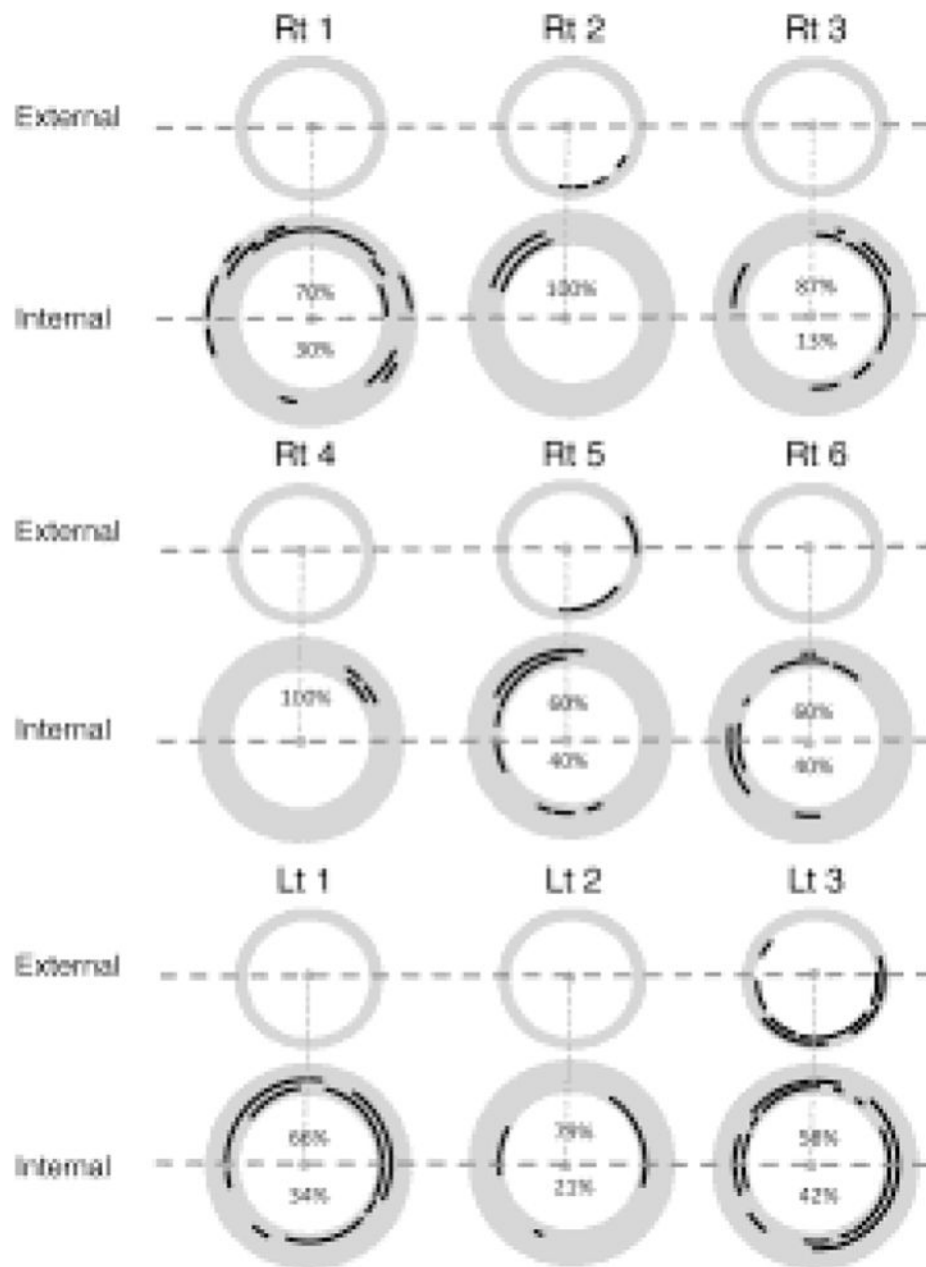 Rt 1 Rt 2 Rt 3
External
70% 100% 87%
Internal
30% 13%
Rt 4 Rt 5 Rt 6
External
100% 60% 60%
Internal
40% 40%
Lt 1 Lt 2 Lt 3
External
66% 79% 58%
Internal
34% 21% 42%